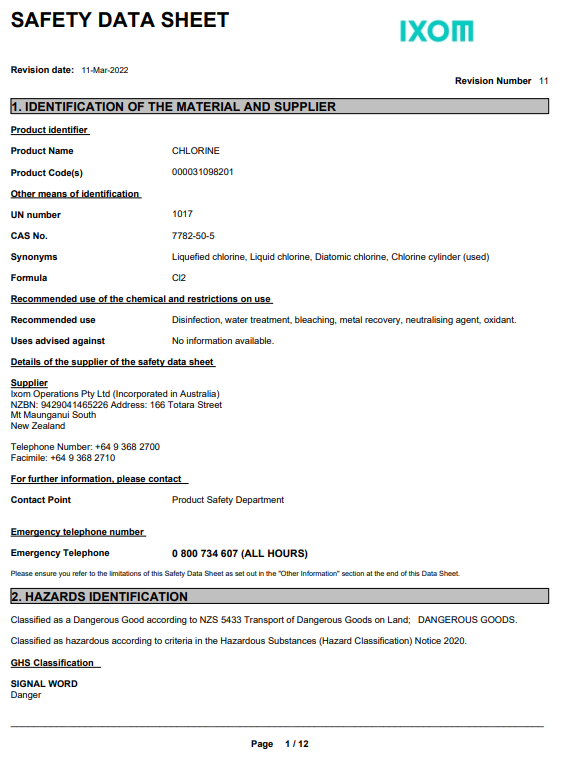 SAFETY DATA SHEET
IXOM
Revision date: 11-Mar-2022
Revision Number 11
1. IDENTIFICATION OF THE MATERIAL AND SUPPLIER
Product identifier
Product Name CHLORINE
Product Code(s) 000031098201
Other means of identification
UN number 1017
CAS No. 7782-50-5
Synonyms Liquefied chlorine, Liquid chlorine, Diatomic chlorine, Chlorine cylinder (used)
Formula Cl2
Recommended use of the chemical and restrictions on use
Recommended use Disinfection, water treatment, bleaching, metal recovery, neutralising agent, oxidant.
Uses advised against No information available.
Details of the supplier of the safety data sheet
Supplier
Ixom Operations Pty Ltd (Incorporated in Australia)
NZBN: 9429041465226 Address: 166 Totara Street
Mt Maunganui South
New Zealand
Telephone Number: +64 9 368 2700
Facimile: +64 9 368 2710
For further information, please contact
Contact Point Product Safety Department
Emergency telephone number
Emergency Telephone 0 800 734 607 (ALL HOURS)
Please ensure you refer to the limitations of this Safety Data Sheet as set out in the "Other Information" section at the end of this Data Sheet.
2. HAZARDS IDENTIFICATION
Classified as a Dangerous Good according to NZS 5433 Transport of Dangerous Goods on Land; DANGEROUS GOODS.
Classified as hazardous according to criteria in the Hazardous Substances (Hazard Classification) Notice 2020.
GHS Classification
SIGNAL WORD
Danger
Page 1 / 12